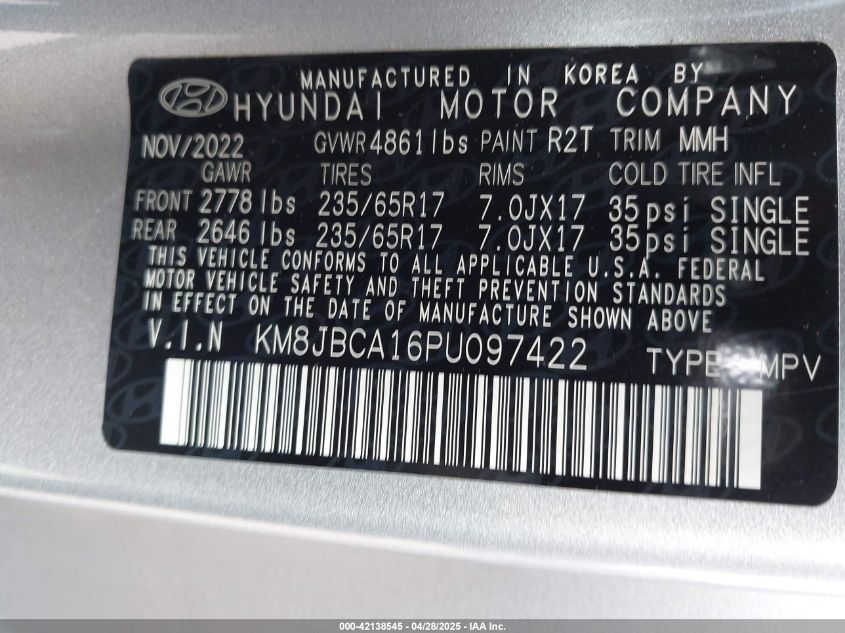 MANUFACTURED IN KOREA BY
HYUNDAI MOTOR COMPANY
NOV/2022 GVWR 4861 lbs PAINT R2T TRIM MMH
GAWR TIRES RIMS COLD TIRE INFL
FRONT 2778 lbs 235/65R17 7.0JX17 35psi SINGLE
REAR 2646 lbs 235/65R17 7.0JX17 35psi SINGLE
THIS VEHICLE CONFORMS TO ALL APPLICABLE U.S.A. FEDERAL
MOTOR VEHICLE SAFETY AND THEFT PREVENTION STANDARDS
IN EFFECT ON THE DATE OF MANUFACTURE SHOWN ABOVE
V.I.N KM8JBCA16PU097422 TYPE: MPV
000-42138545 | 04/28/2025 - IAA Inc.